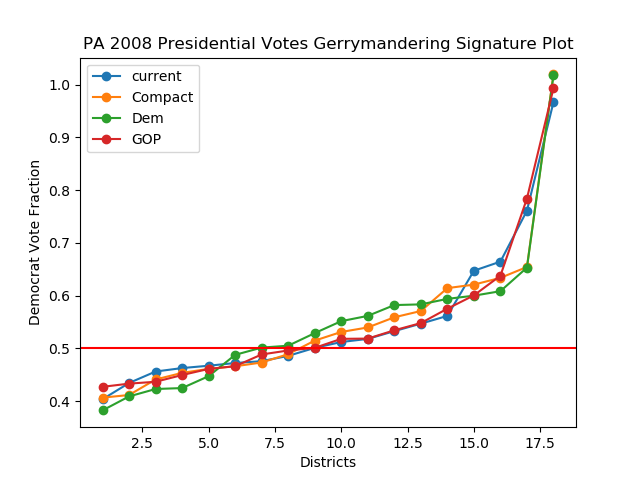 PA 2008 Presidential Votes Gerrymandering Signature Plot
current
Compact
Dem
GOP
1.0
0.9
0.8
0.7
0.6
0.5
0.4
Democrat Vote Fraction
2.5
5.0
7.5
10.0
12.5
15.0
17.5
Districts